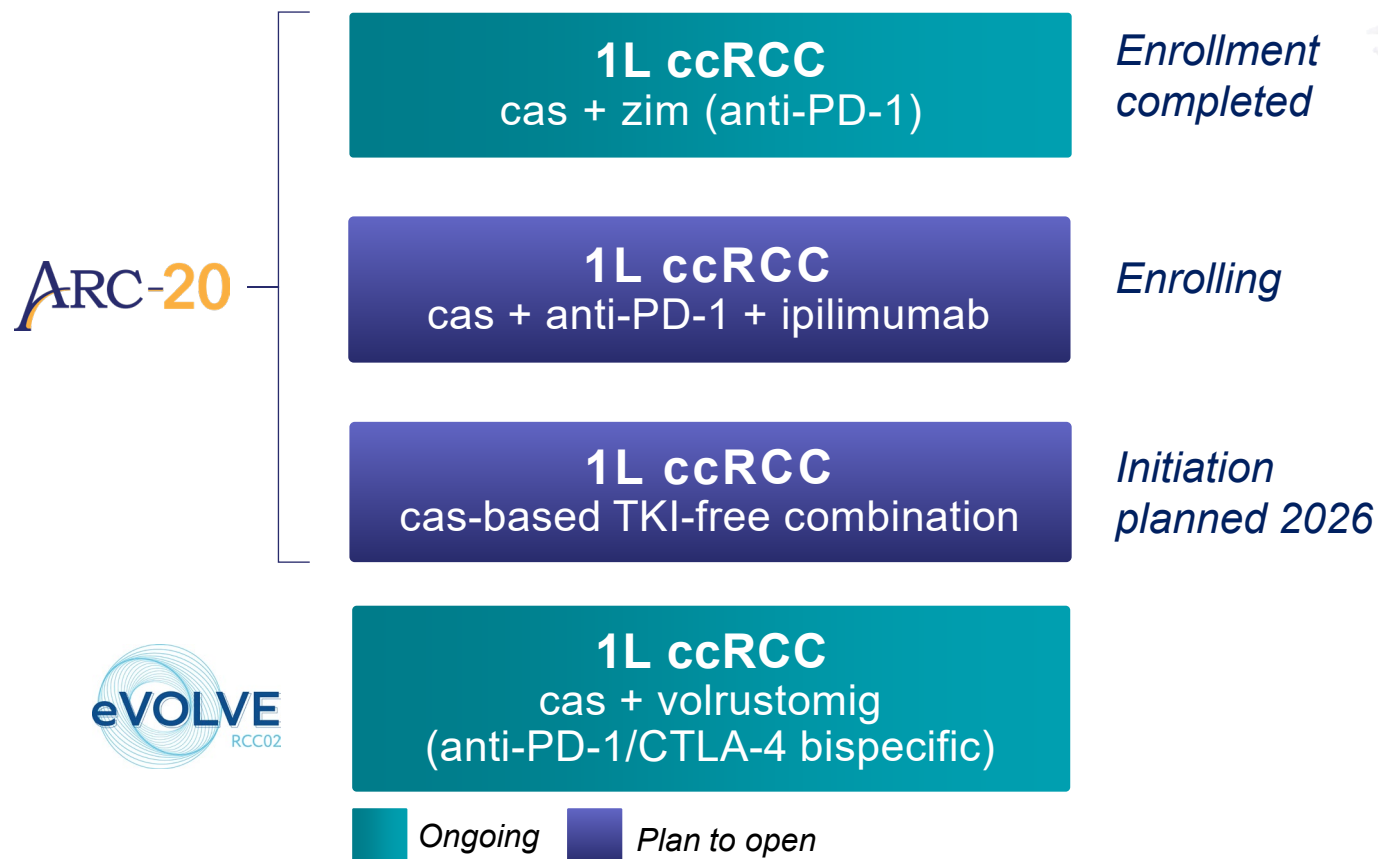 1L ccRCC
cas + zim (anti-PD-1)
Enrollment
completed
ARC-20
1L ccRCC
cas + anti-PD-1 + ipilimumab
Enrolling
1L ccRCC
cas-based TKI-free combination
Initiation
planned 2026
eVOLVE
RCC02
1L ccRCC
cas + volrustomig
(anti-PD-1/CTLA-4 bispecific)
Ongoing
Plan to open